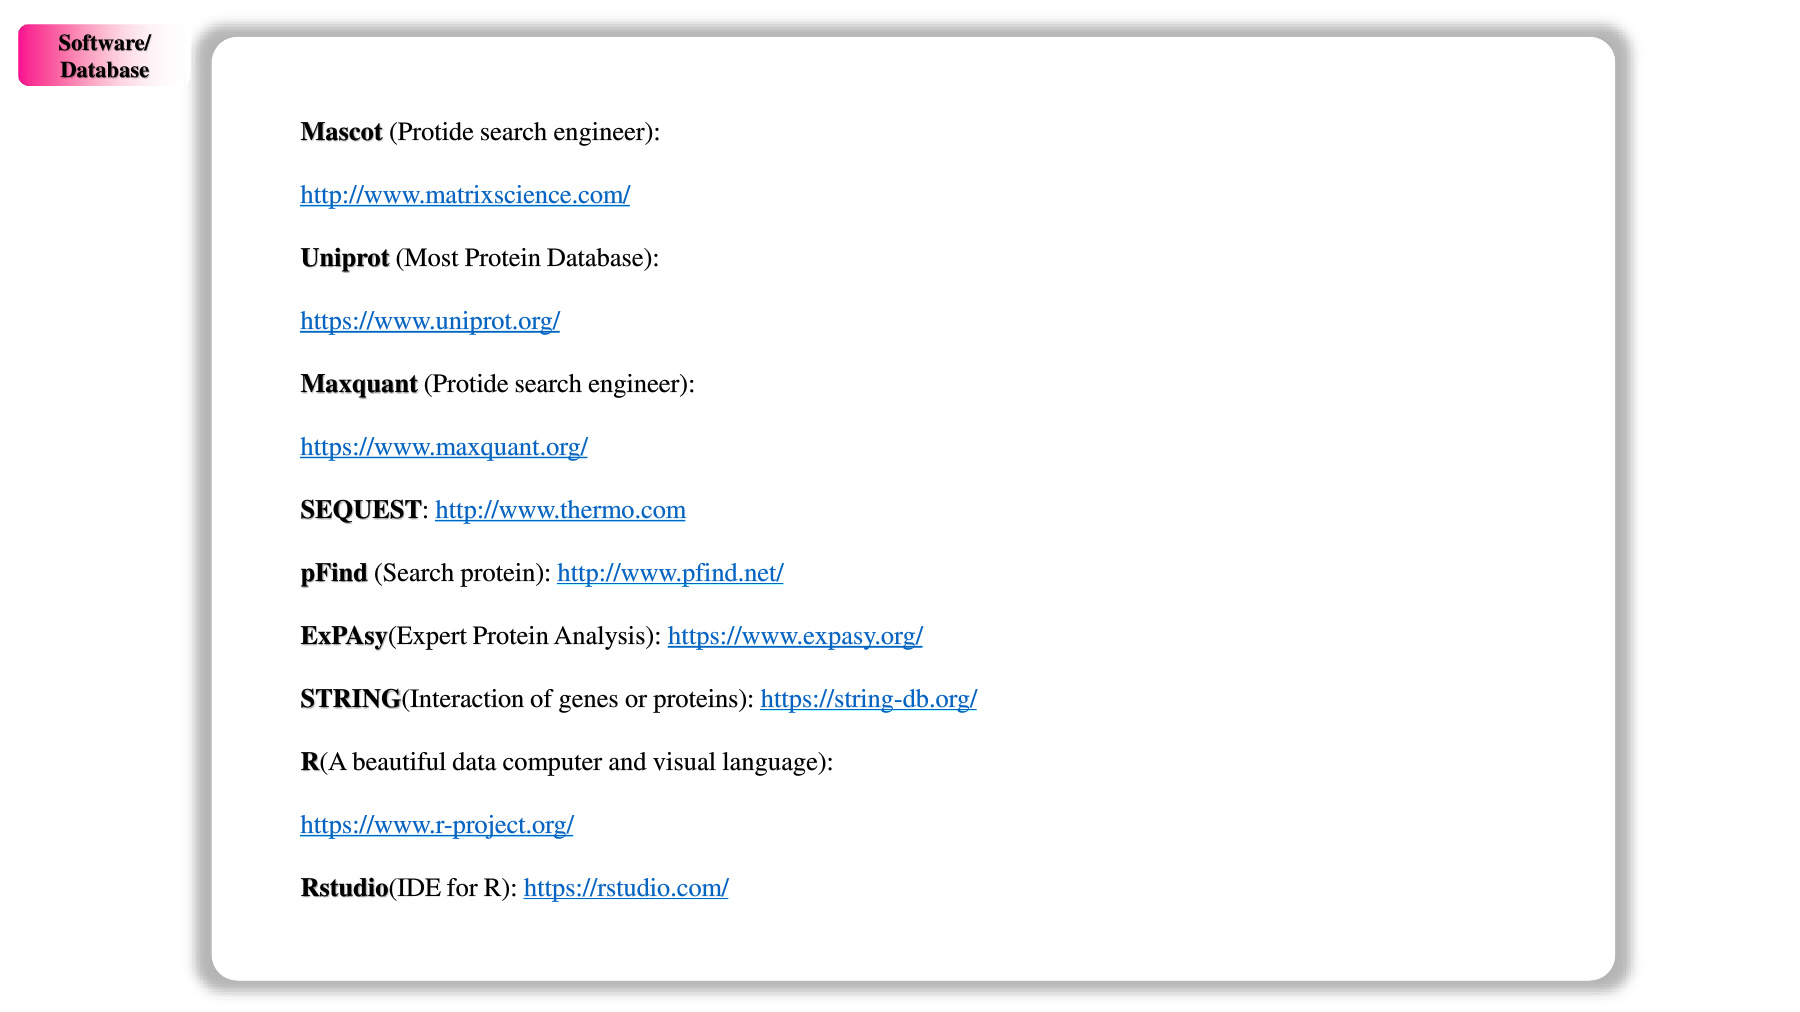 Software/
Database
Mascot (Protide search engineer):
http://www.matrixscience.com/
Uniprot (Most Protein Database):
https://www.uniprot.org/
Maxquant (Protide search engineer):
https://www.maxquant.org/
SEQUEST: http://www.thermo.com
pFind (Search protein): http://www.pfind.net/
ExPAsy(Expert Protein Analysis): https://www.expasy.org/
STRING(Interaction of genes or proteins): https://string-db.org/
R(A beautiful data computer and visual language):
https://www.r-project.org/
Rstudio(IDE for R): https://rstudio.com/